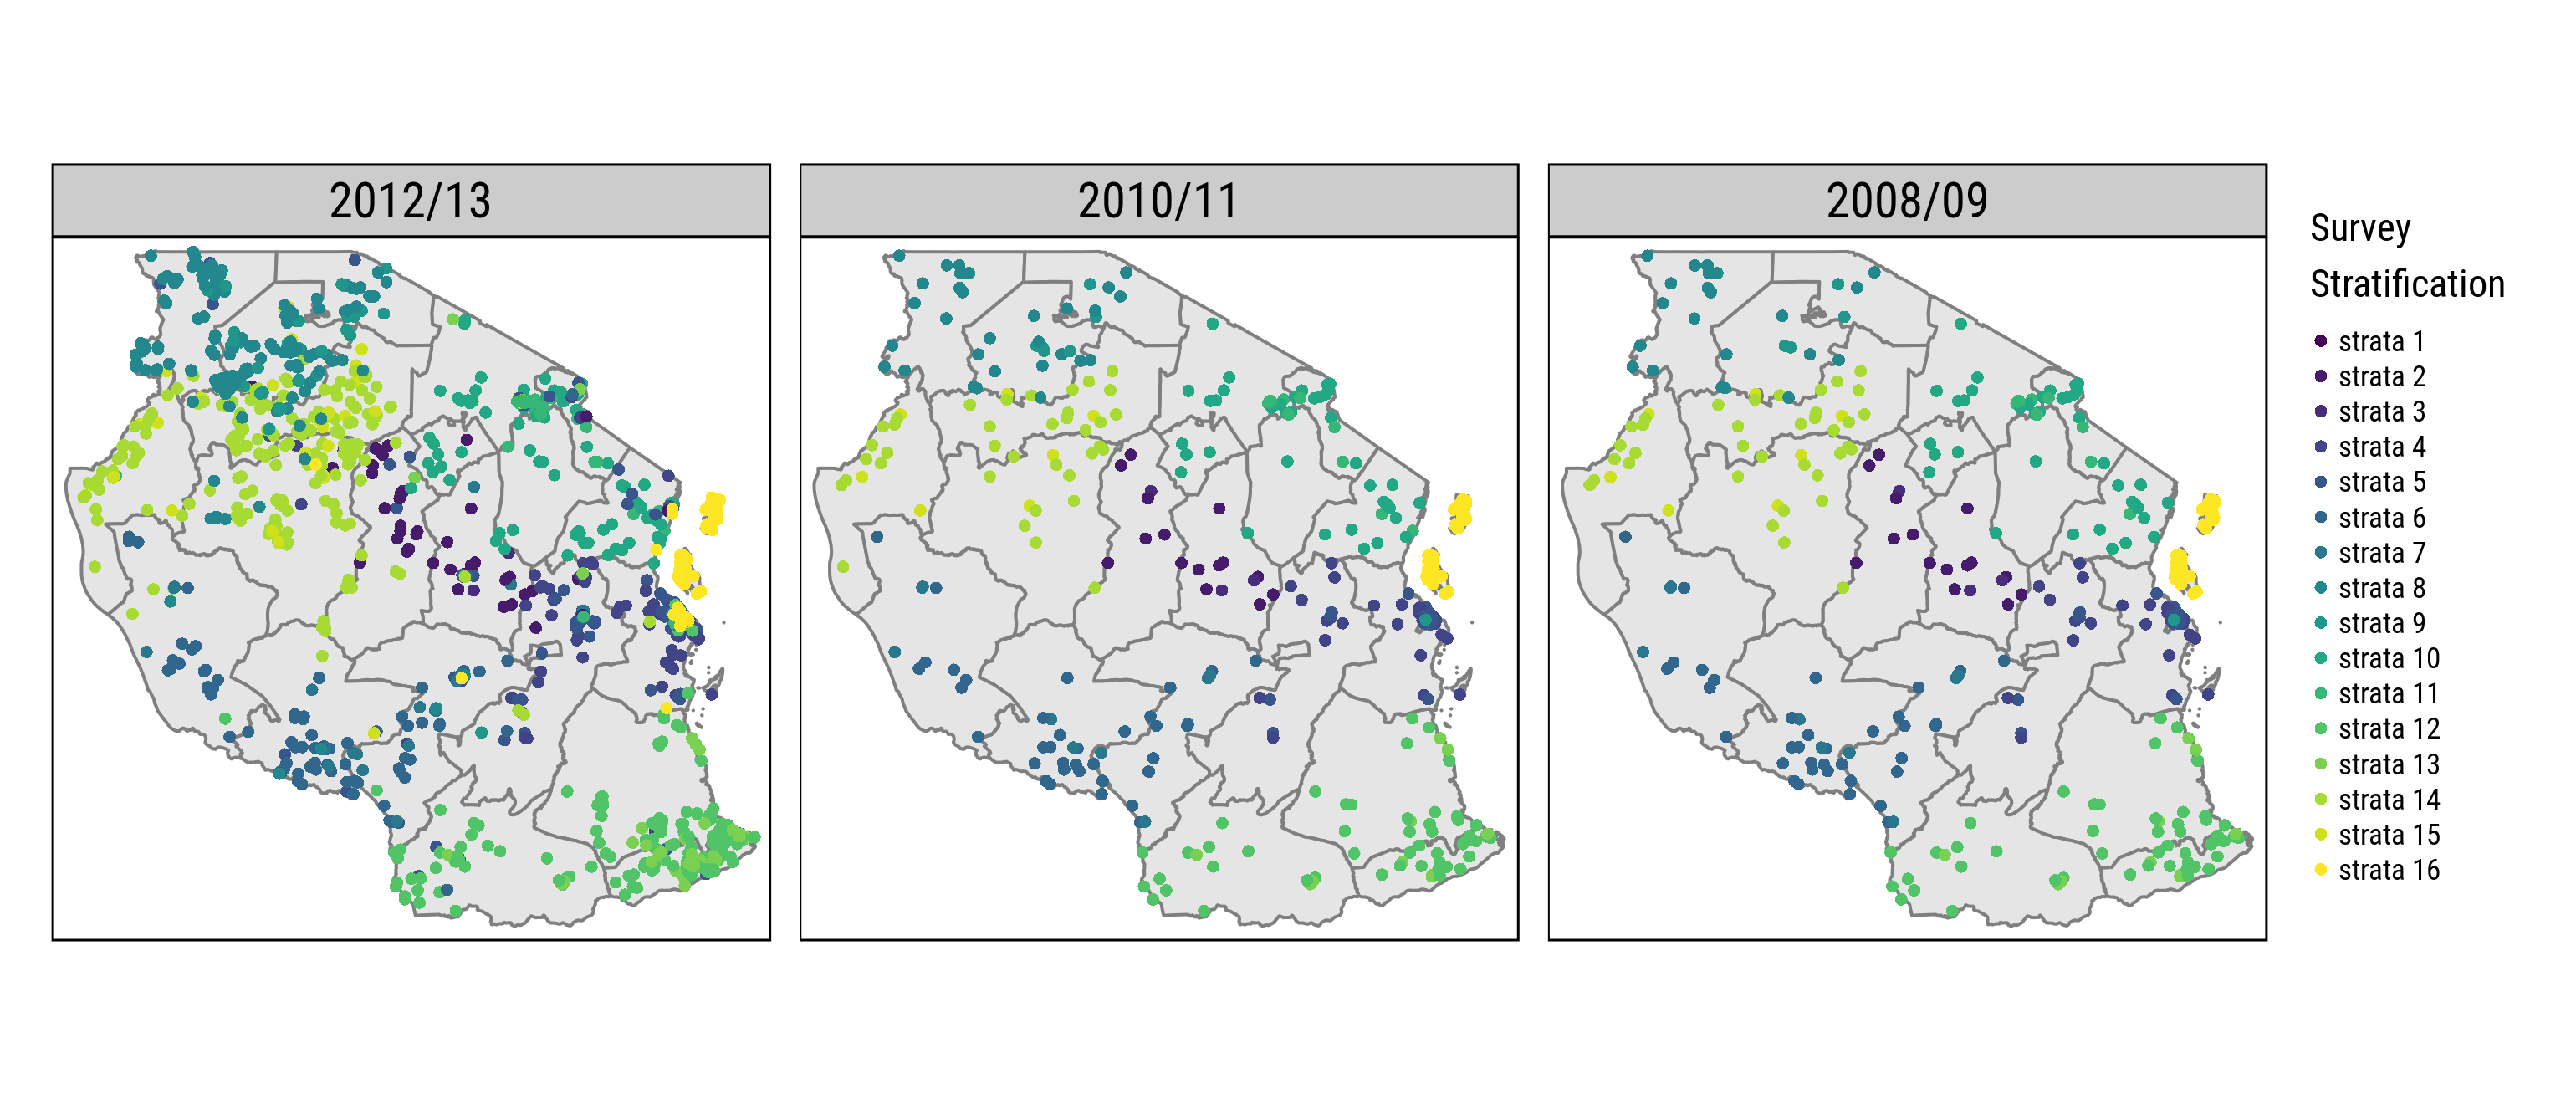 2012/13
2010/11
2008/09
Survey
Stratification
strata 1
strata 2
strata 3
strata 4
strata 5
strata 6
strata 7
strata 8
strata 9
strata 10
strata 11
strata 12
strata 13
strata 14
strata 15
strata 16